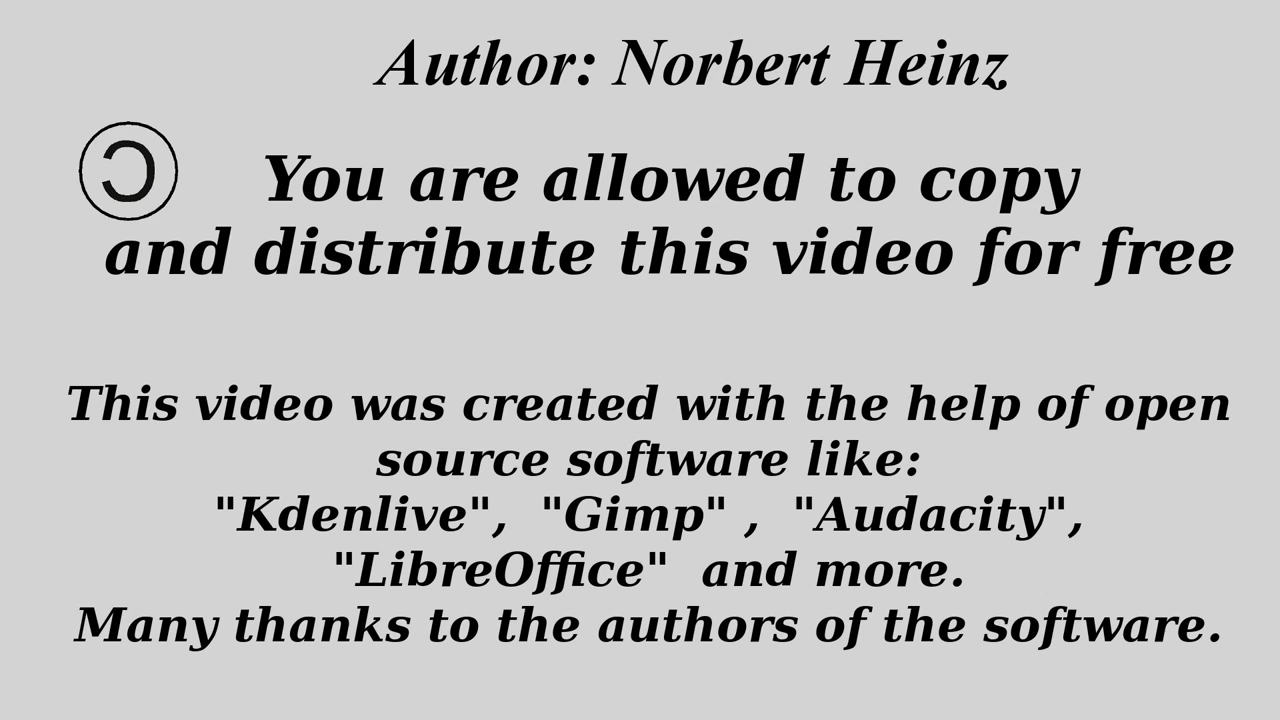 Author: Norbert Heinz
You are allowed to copy
and distribute this video for free
This video was created with the help of open
source software like:
"Kdenlive", "Gimp" , "Audacity",
"LibreOffice" and more.
Many thanks to the authors of the software.